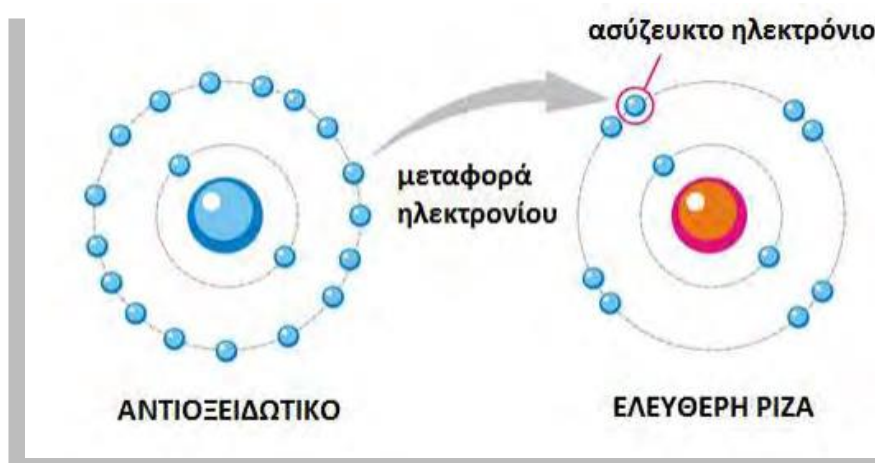 ασύζευκτο ηλεκτρόνιο
μεταφορά
ηλεκτρονίου
ΑΝΤΙΟΞΕΙΔΩΤΙΚΟ
ΕΛΕΥΘΕΡΗ ΡΙΖΑ